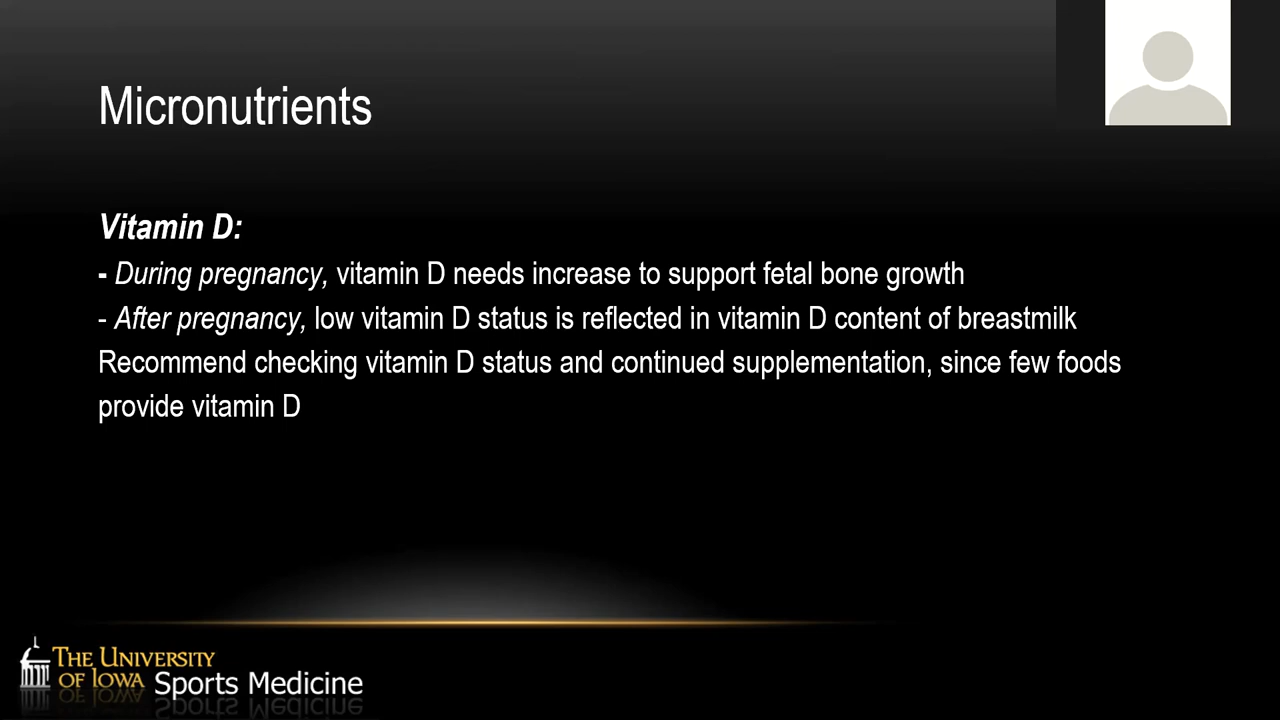 Micronutrients
Vitamin D:
- During pregnancy, vitamin D needs increase to support fetal bone growth
- After pregnancy, low vitamin D status is reflected in vitamin D content of breastmilk
Recommend checking vitamin D status and continued supplementation, since few foods
provide vitamin D
THE UNIVERSITY
OF IOWA Sports Medicine